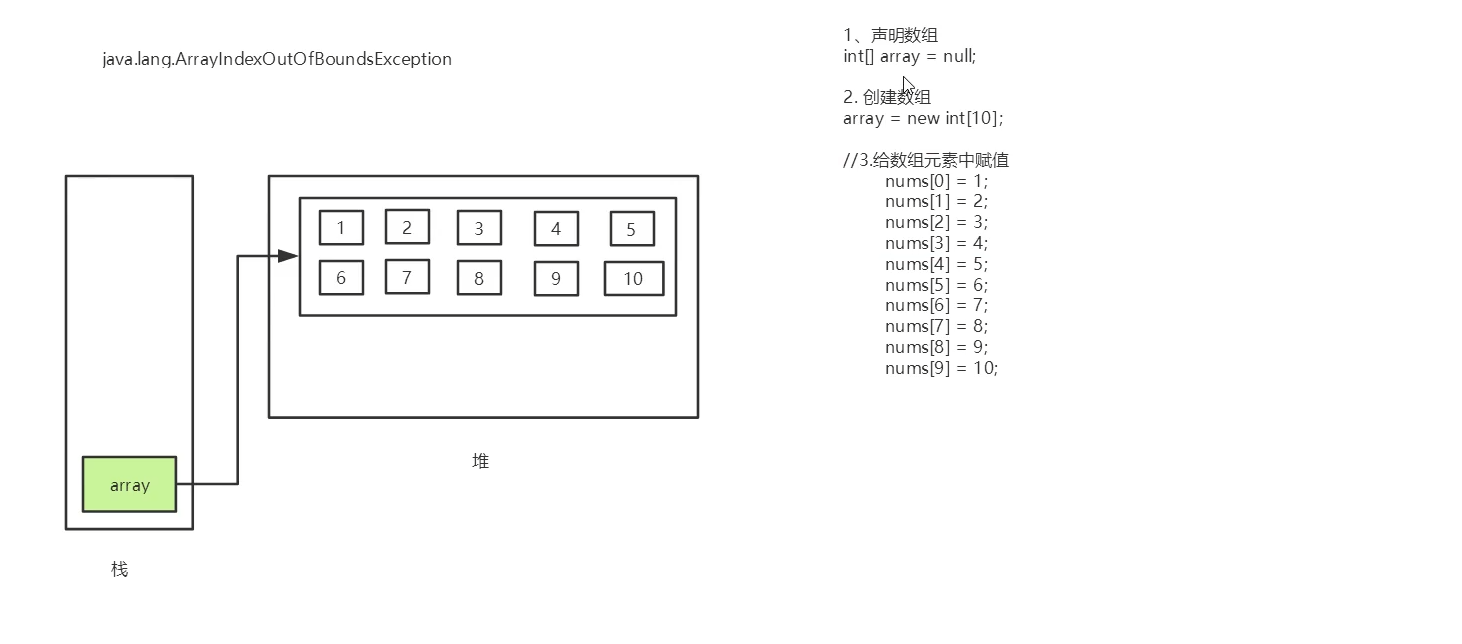 java.lang.ArrayIndexOutOfBoundsException
1
2
3
4
5
6
7
8
9
10
堆
array
栈
1、声明数组
int[] array = null;
2. 创建数组
array = new int[10];
//3.给数组元素中赋值
nums[0] = 1;
nums[1] = 2;
nums[2] = 3;
nums[3] = 4;
nums[4] = 5;
nums[5] = 6;
nums[6] = 7;
nums[7] = 8;
nums[8] = 9;
nums[9] = 10;